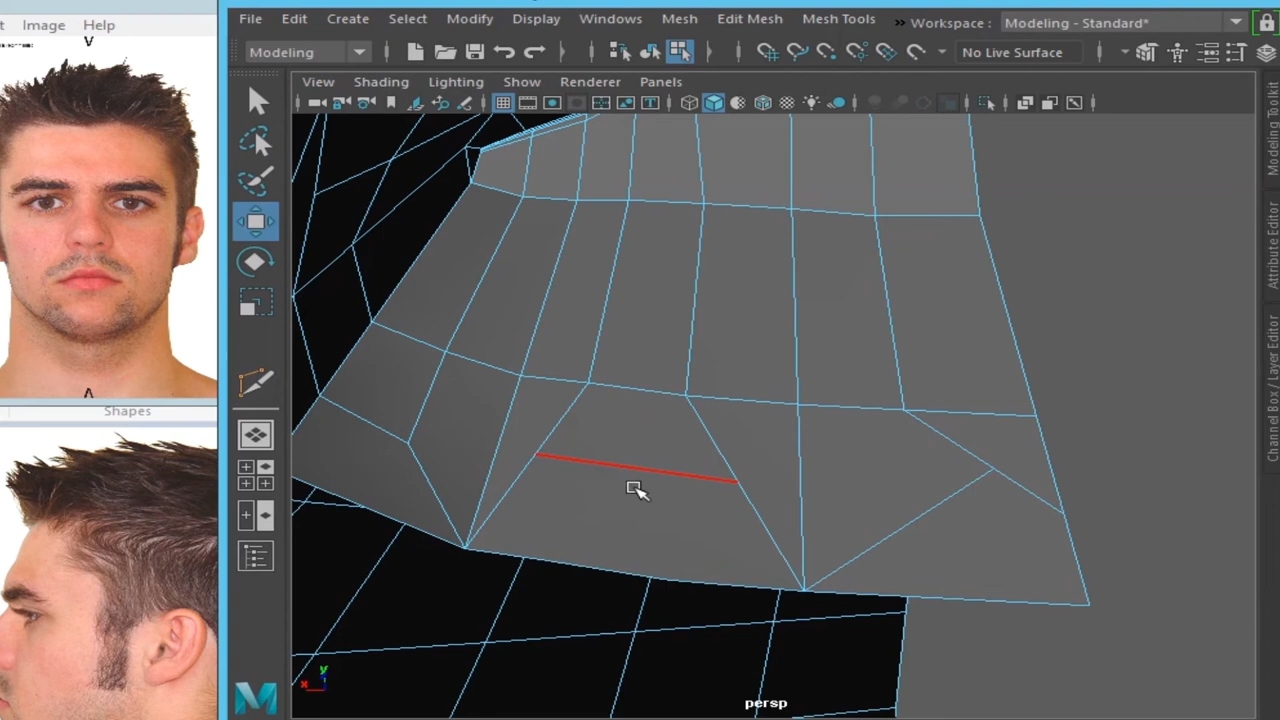 Image Help
Shapes
File Edit Create Select Modify Display Windows Mesh Edit Mesh Mesh Tools » Workspace : Modeling - Standard*
Modeling No Live Surface
View Shading Lighting Show Renderer Panels
Modeling Toolkit
Attribute Editor
Channel Box / Layer Editor
y
x
persp